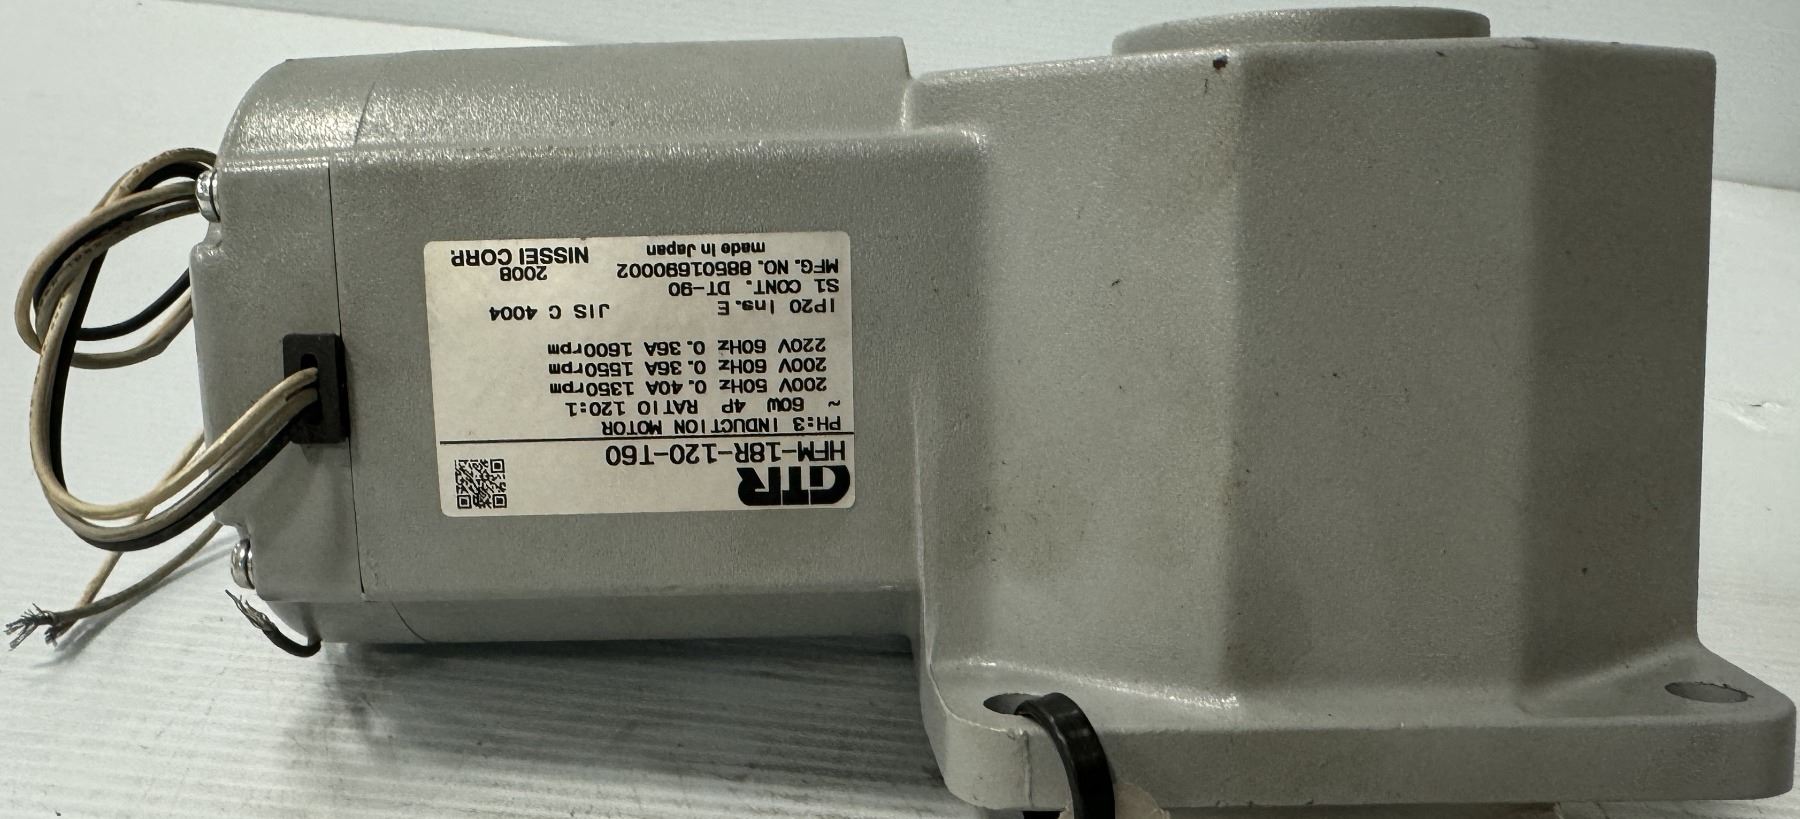 GTR
HFM-18R-120-T60
PH:3 INDUCTION MOTOR
~ 60W 4P RATIO 120:1
200V 50Hz 0.40A 1350rpm
200V 60Hz 0.36A 1550rpm
220V 60Hz 0.36A 1600rpm
IP20 Ins.E JIS C 4004
S1 CONT. DT-90
MFG. NO. 88501690002 2008
made in Japan NISSEI CORP.